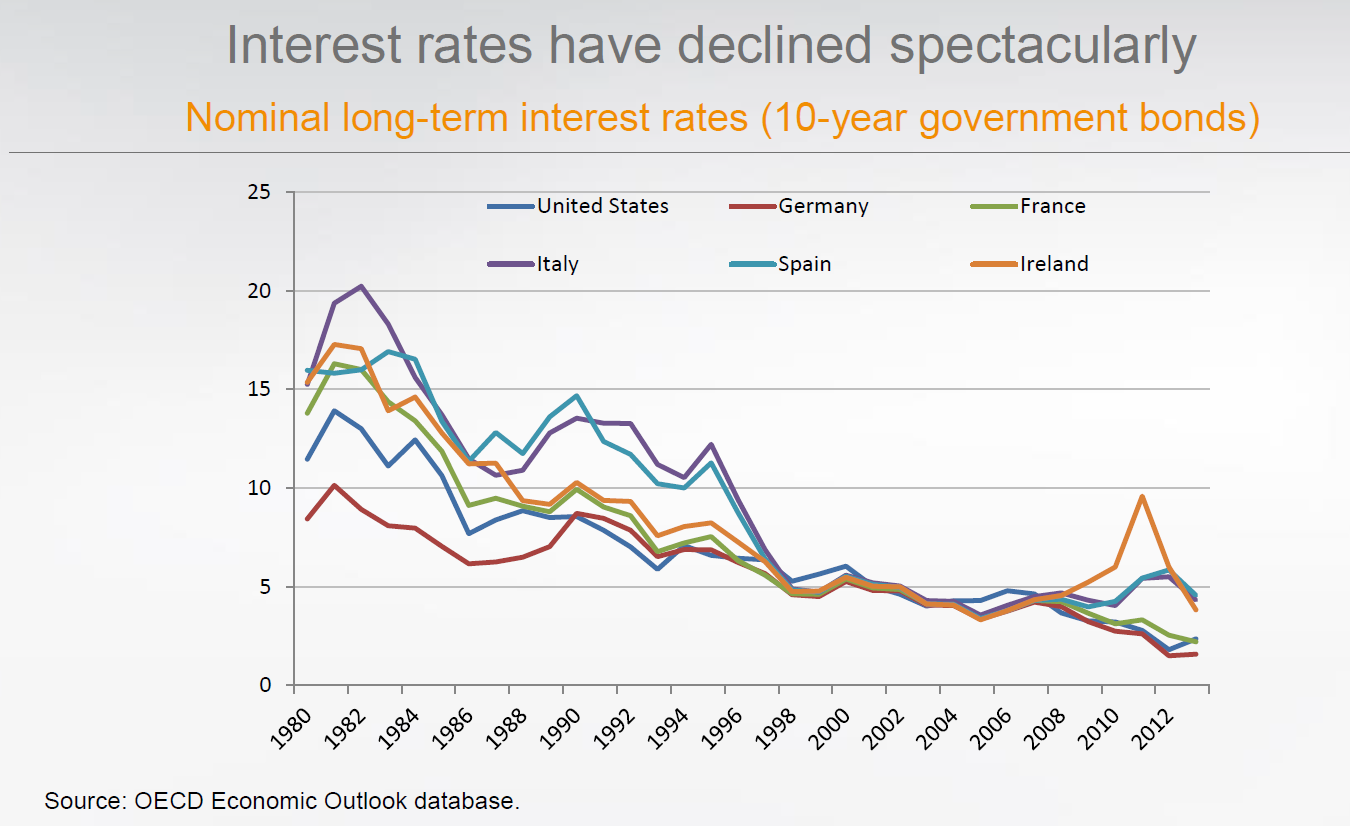 Interest rates have declined spectacularly
Nominal long-term interest rates (10-year government bonds)
25
United States
Germany
France
Italy
Spain
Ireland
20
15
10
5
0
1980
1982
1984
1986
1988
1990
1992
1994
1996
1998
2000
2002
2004
2006
2008
2010
2012
Source: OECD Economic Outlook database.